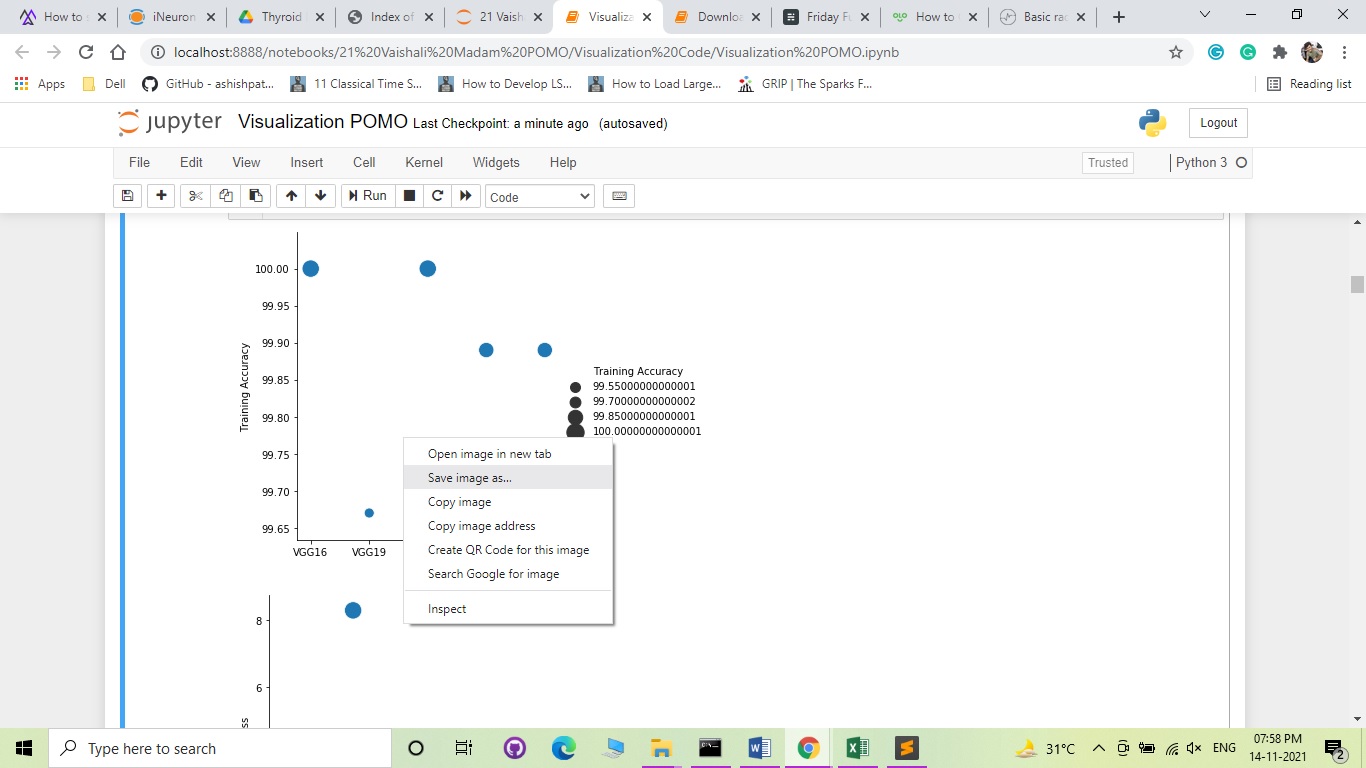 How to s
iNeuron
Thyroid
Index of
21 Vaish
Visualiza
Downloa
Friday Fu
How to
Basic rad
localhost:8888/notebooks/21%20Vaishali%20Madam%20POMO/Visualization%20Code/Visualization%20POMO.ipynb
Apps
Dell
GitHub - ashishpat...
11 Classical Time S...
How to Develop LS...
How to Load Large...
GRIP | The Sparks F...
Reading list
jupyter Visualization POMO Last Checkpoint: a minute ago (autosaved)
Logout
File Edit View Insert Cell Kernel Widgets Help
Trusted
Python 3
Run
Code
100.00
99.95
99.90
99.85
99.80
99.75
99.70
99.65
Training Accuracy
VGG16 VGG19
Training Accuracy
99.55000000000001
99.70000000000002
99.85000000000001
100.00000000000001
Open image in new tab
Save image as...
Copy image
Copy image address
Create QR Code for this image
Search Google for image
Inspect
8
6
ss
Type here to search
31°C
ENG
07:58 PM
14-11-2021
2